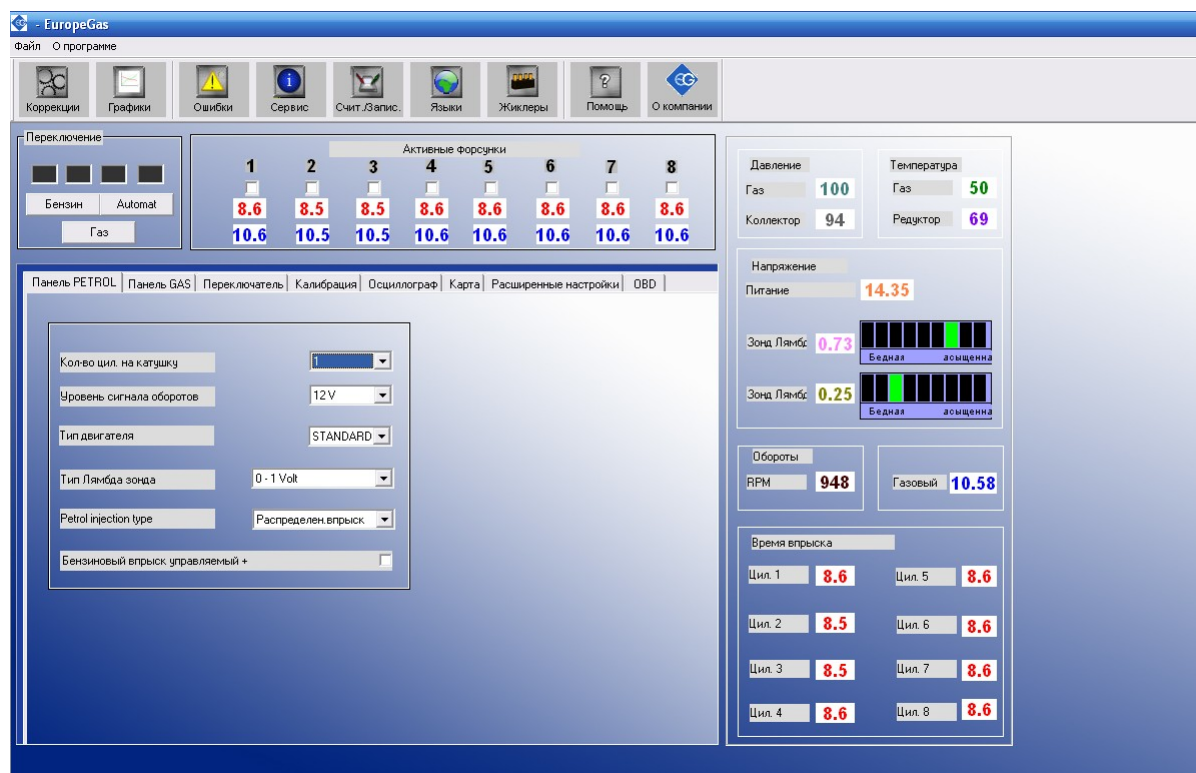 - EuropeGas
Файл О программе
Коррекции Графики Ошибки Сервис Счит./Запис. Языки Жиклеры Помощь О компании
Переключение
Бензин Automat
Газ
Активные форсунки
1 2 3 4 5 6 7 8
8.6 8.5 8.5 8.6 8.6 8.6 8.6 8.6
10.6 10.5 10.5 10.6 10.6 10.6 10.6 10.6
Панель PETROL Панель GAS Переключатель Калибрация Осциллограф Карта Расширенные настройки OBD
Кол-во цил. на катушку 1
Уровень сигнала оборотов 12 V
Тип двигателя STANDARD
Тип Лямбда зонда 0 - 1 Volt
Petrol injection type Распределен.впрыск
Бензиновый впрыск управляемый +
Давление
Газ 100
Коллектор 94
Температура
Газ 50
Редуктор 69
Напряжение
Питание 14.35
Зонд Лямбд 0.73
Бедная асыщенна
Зонд Лямбд 0.25
Бедная асыщенна
Обороты
RPM 948
Газовый 10.58
Время впрыска
Цил. 1 8.6 Цил. 5 8.6
Цил. 2 8.5 Цил. 6 8.6
Цил. 3 8.5 Цил. 7 8.6
Цил. 4 8.6 Цил. 8 8.6